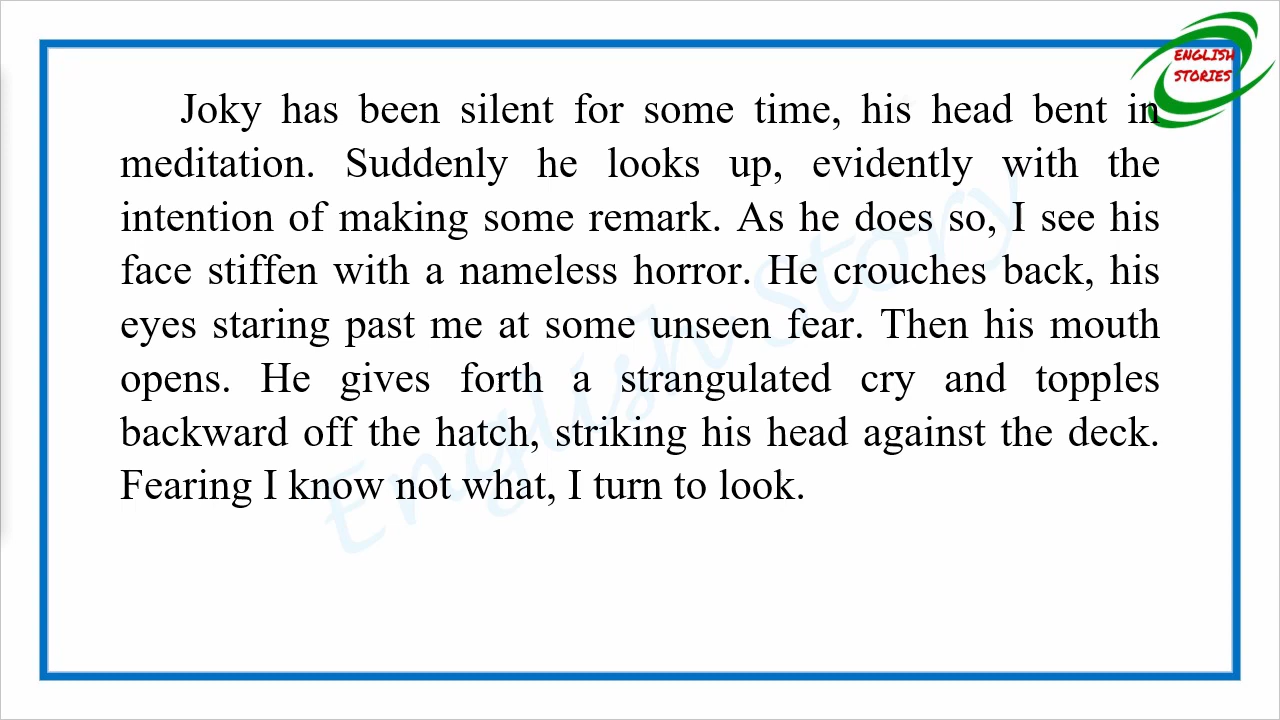 ENGLISH
STORIES
Joky has been silent for some time, his head bent in
meditation. Suddenly he looks up, evidently with the
intention of making some remark. As he does so, I see his
face stiffen with a nameless horror. He crouches back, his
eyes staring past me at some unseen fear. Then his mouth
opens. He gives forth a strangulated cry and topples
backward off the hatch, striking his head against the deck.
Fearing I know not what, I turn to look.
English Story